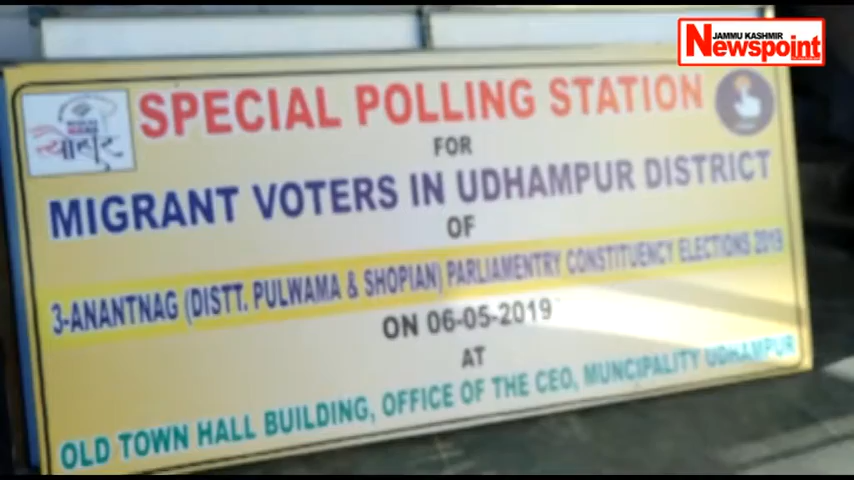 JAMMU KASHMIR
Newspoint
SPECIAL POLLING STATION
FOR
MIGRANT VOTERS IN UDHAMPUR DISTRICT
OF
3-ANANTNAG (DISTT. PULWAMA & SHOPIAN) PARLIAMENTRY CONSTITUENCY ELECTIONS 2019
ON 06-05-2019
AT
OLD TOWN HALL BUILDING, OFFICE OF THE CEO, MUNCIPALITY UDHAMPUR
त्योहार